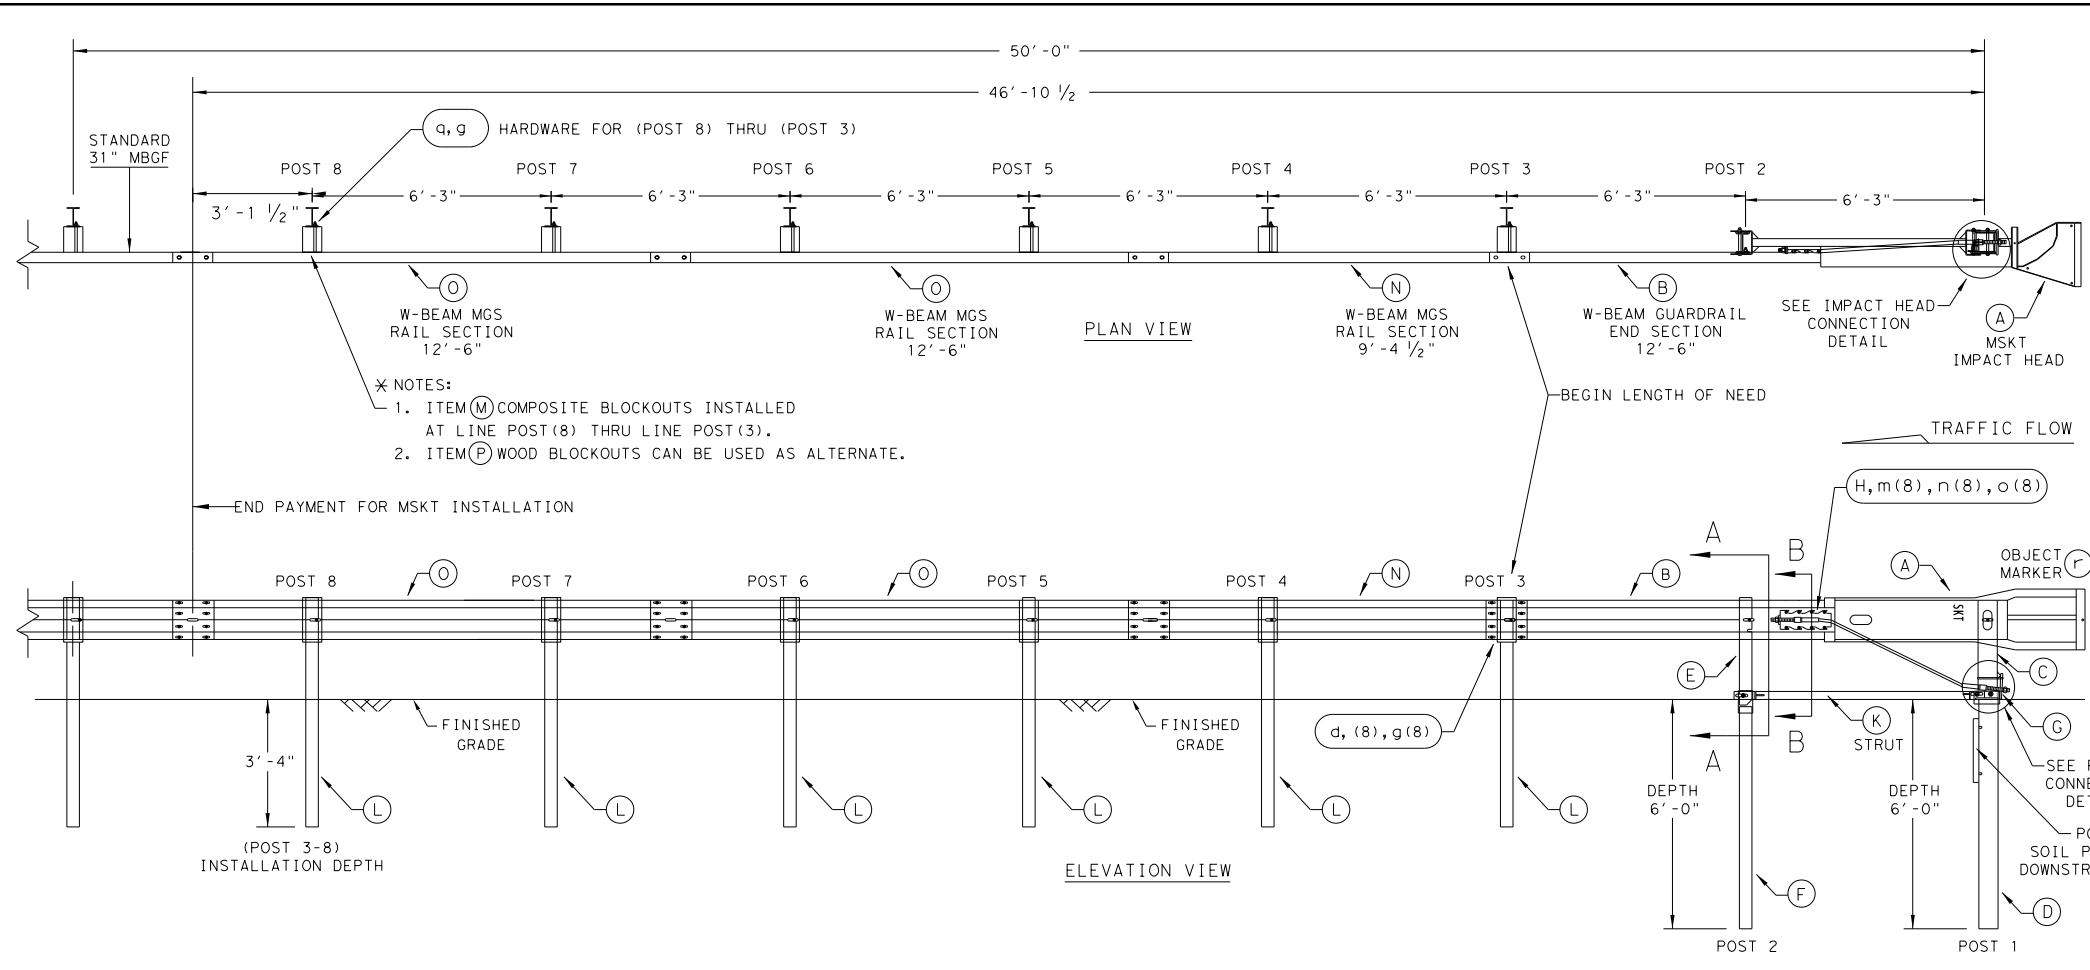 50'-0"
46'-10 1/2
STANDARD
31" MBGF
q,g
HARDWARE FOR (POST 8) THRU (POST 3)
POST 8
POST 7
POST 6
POST 5
POST 4
POST 3
POST 2
3'-1 1/2"
6'-3"
6'-3"
6'-3"
6'-3"
6'-3"
6'-3"
6'-3"
O
W-BEAM MGS
RAIL SECTION
12'-6"
O
W-BEAM MGS
RAIL SECTION
12'-6"
PLAN VIEW
N
W-BEAM MGS
RAIL SECTION
9'-4 1/2"
B
W-BEAM GUARDRAIL
END SECTION
12'-6"
SEE IMPACT HEAD
CONNECTION
DETAIL
A
MSKT
IMPACT HEAD
* NOTES:
1. ITEM M COMPOSITE BLOCKOUTS INSTALLED
AT LINE POST(8) THRU LINE POST(3).
2. ITEM P WOOD BLOCKOUTS CAN BE USED AS ALTERNATE.
BEGIN LENGTH OF NEED
TRAFFIC FLOW
H,m(8),n(8),o(8)
END PAYMENT FOR MSKT INSTALLATION
POST 8
O
POST 7
POST 6
O
POST 5
POST 4
N
POST 3
B
A
B
A
OBJECT
MARKER r
SKT
E
C
FINISHED
GRADE
FINISHED
GRADE
d,(8),g(8)
A
B
K
STRUT
G
3'-4"
L
L
L
L
L
L
DEPTH
6'-0"
DEPTH
6'-0"
SEE
CONNE
DET
(POST 3-8)
INSTALLATION DEPTH
ELEVATION VIEW
SOIL P
DOWNSTR
F
D
POST 2
POST 1